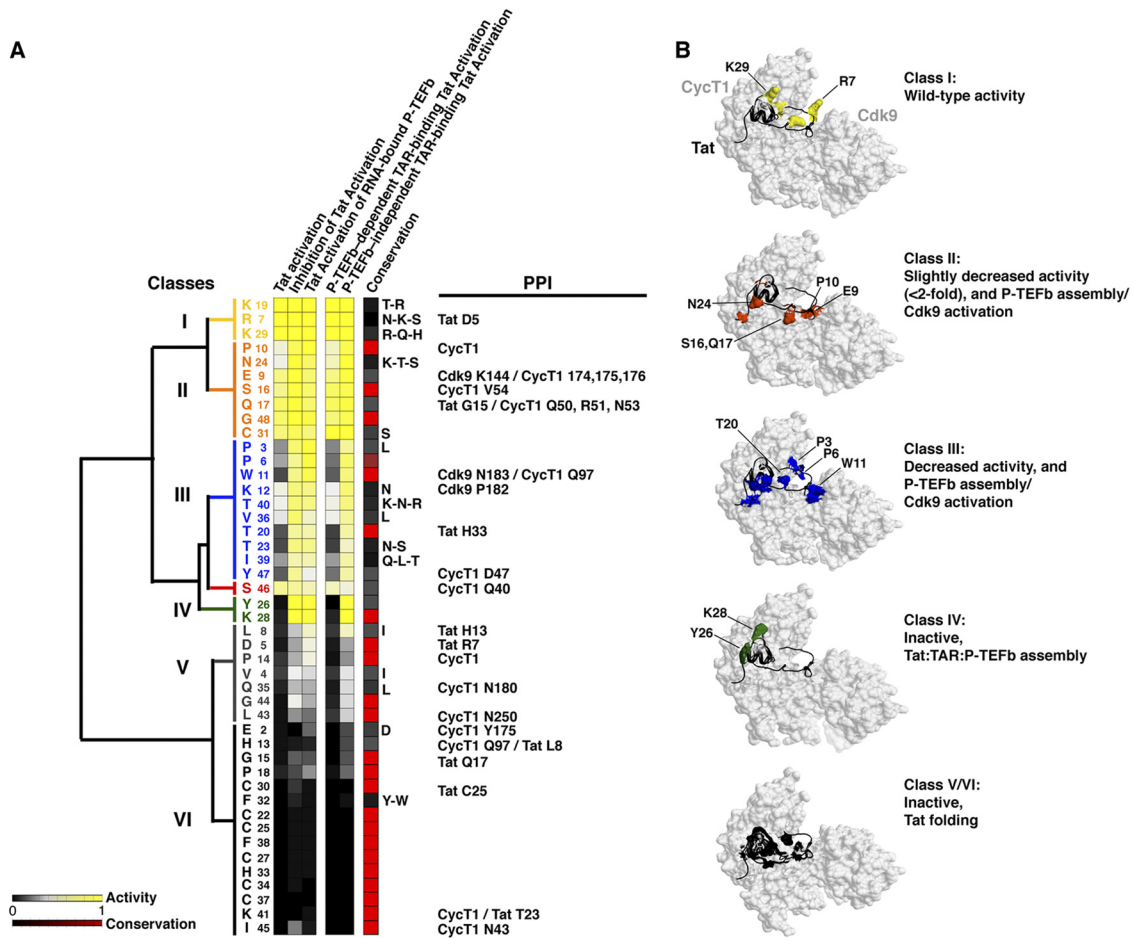 A
Tat activation
Inhibition of Tat Activation
Tat Activation of RNA-bound P-TEFb
P-TEFb–dependent TAR-binding Tat Activation
P-TEFb–independent TAR-binding Tat Activation
Conservation
Classes
PPI
I
K 19 T-R
R 7 N-K-S Tat D5
K 29 R-Q-H
II
P 10 CycT1
N 24 K-T-S
E 9 Cdk9 K144 / CycT1 174,175,176
S 16 CycT1 V54
Q 17 Tat G15 / CycT1 Q50, R51, N53
G 48
C 31 S
III
P 3 L
P 6
W 11 Cdk9 N183 / CycT1 Q97
K 12 N Cdk9 P182
T 40 K-N-R
V 36 L
T 20 Tat H33
T 23 N-S
I 39 Q-L-T
Y 47 CycT1 D47
S 46 CycT1 Q40
IV
Y 26
K 28
V
L 8 I Tat H13
D 5 Tat R7
P 14 CycT1
V 4 I
Q 35 L CycT1 N180
G 44
L 43 CycT1 N250
VI
E 2 D CycT1 Y175
H 13 CycT1 Q97 / Tat L8
G 15 Tat Q17
P 18
C 30 Tat C25
F 32 Y-W
C 22
C 25
F 38
C 27
H 33
C 34
C 37
K 41 CycT1 / Tat T23
I 45 CycT1 N43
Activity
0 1
Conservation
B
K29
R7
CycT1
Cdk9
Tat
Class I:
Wild-type activity
P10
E9
N24
S16,Q17
Class II:
Slightly decreased activity
(<2-fold), and P-TEFb assembly/
Cdk9 activation
T20
P3
P6
W11
Class III:
Decreased activity, and
P-TEFb assembly/
Cdk9 activation
K28
Y26
Class IV:
Inactive,
Tat:TAR:P-TEFb assembly
Class V/VI:
Inactive,
Tat folding